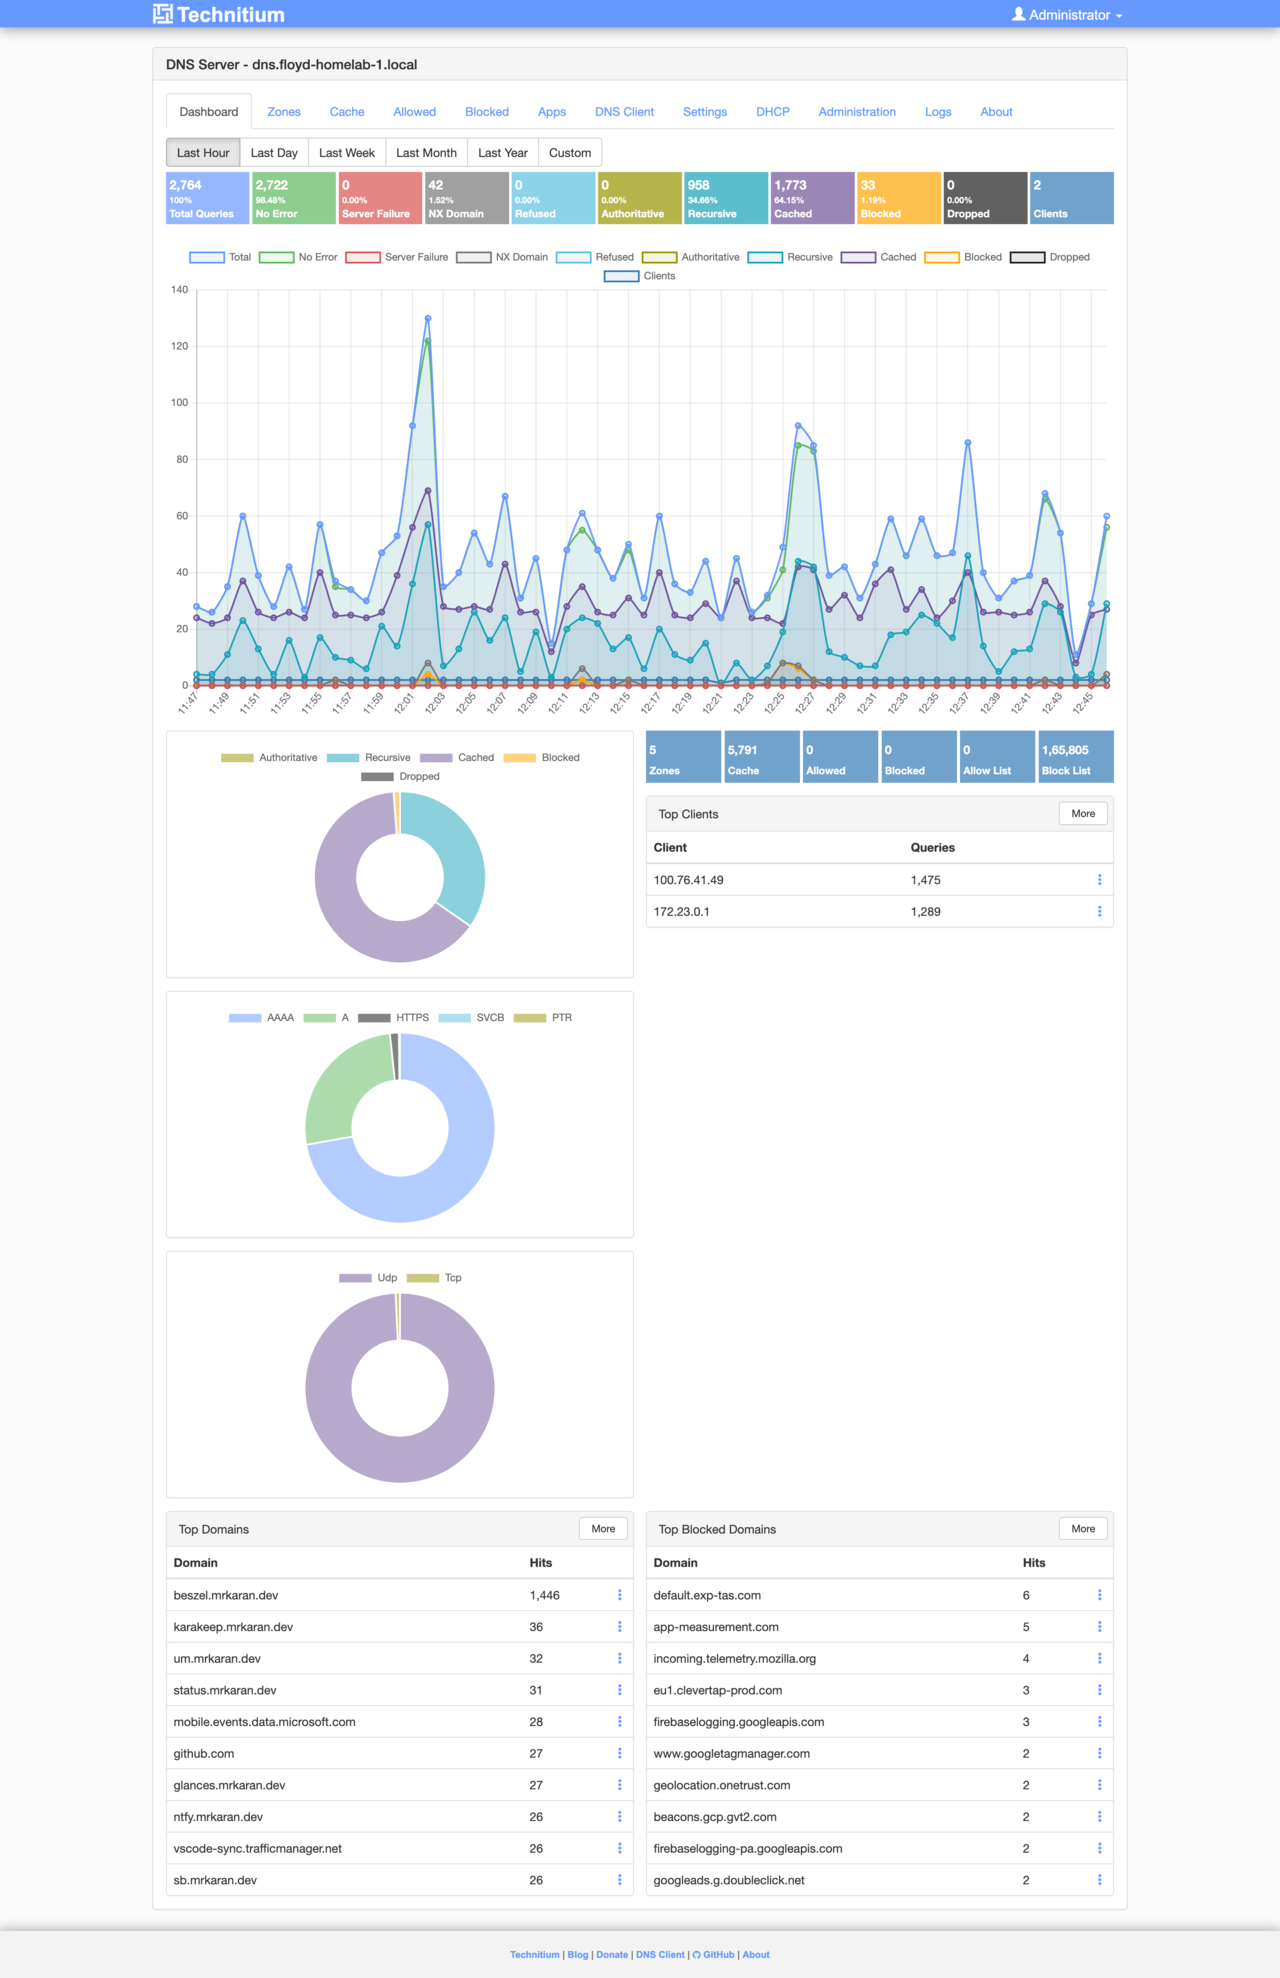 Technitium
Administrator
DNS Server - dns.floyd-homelab-1.local
Dashboard Zones Cache Allowed Blocked Apps DNS Client Settings DHCP Administration Logs About
Last Hour Last Day Last Week Last Month Last Year Custom
2,764 2,722 0 42 0 0 958 1,773 33 0 2
100% 98.48% 0.00% 1.52% 0.00% 0.00% 34.66% 64.15% 1.19% 0.00%
Total Queries No Error Server Failure NX Domain Refused Authoritative Recursive Cached Blocked Dropped Clients
Total No Error Server Failure NX Domain Refused Authoritative Recursive Cached Blocked Dropped
Clients
140
120
100
80
60
40
20
0
11:47 11:49 11:51 11:53 11:55 11:57 11:59 12:01 12:03 12:05 12:07 12:09 12:11 12:13 12:15 12:17 12:19 12:21 12:23 12:25 12:27 12:29 12:31 12:33 12:35 12:37 12:39 12:41 12:43 12:45
Authoritative Recursive Cached Blocked
Dropped
5 5,791 0 0 0 1,65,805
Zones Cache Allowed Blocked Allow List Block List
Top Clients More
Client Queries
100.76.41.49 1,475
172.23.0.1 1,289
AAAA A HTTPS SVCB PTR
Udp Tcp
Top Domains More
Domain Hits
beszel.mrkaran.dev 1,446
karakeep.mrkaran.dev 36
um.mrkaran.dev 32
status.mrkaran.dev 31
mobile.events.data.microsoft.com 28
github.com 27
glances.mrkaran.dev 27
ntfy.mrkaran.dev 26
vscode-sync.trafficmanager.net 26
sb.mrkaran.dev 26
Top Blocked Domains More
Domain Hits
default.exp-tas.com 6
app-measurement.com 5
incoming.telemetry.mozilla.org 4
eu1.clevertap-prod.com 3
firebaselogging.googleapis.com 3
www.googletagmanager.com 2
geolocation.onetrust.com 2
beacons.gcp.gvt2.com 2
firebaselogging-pa.googleapis.com 2
googleads.g.doubleclick.net 2
Technitium | Blog | Donate | DNS Client | GitHub | About